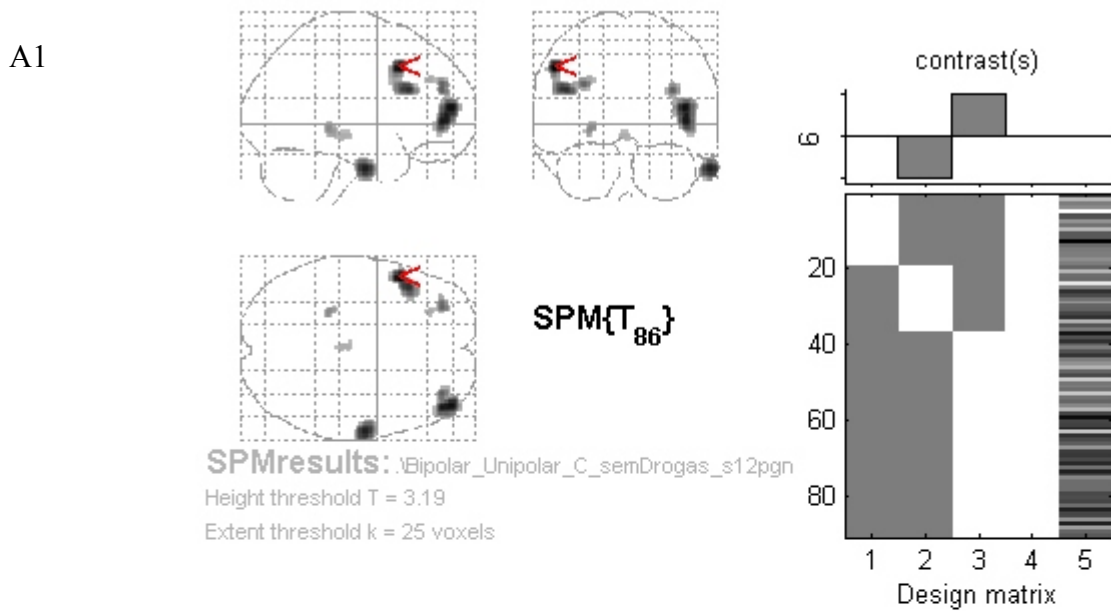 A1
contrast(s)
6
SPM{T86}
20
40
60
80
1 2 3 4 5
Design matrix
SPMresults: .\Bipolar_Unipolar_C_semDrogas_s12pgn
Height threshold T = 3.19
Extent threshold k = 25 voxels